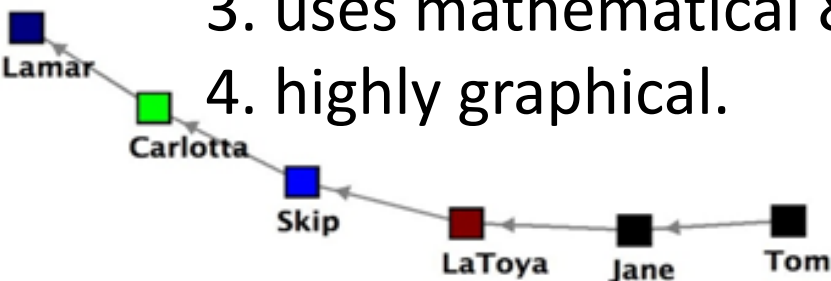 3. uses mathematical &
4. highly graphical.
Lamar
Carlotta
Skip
LaToya
Jane
Tom